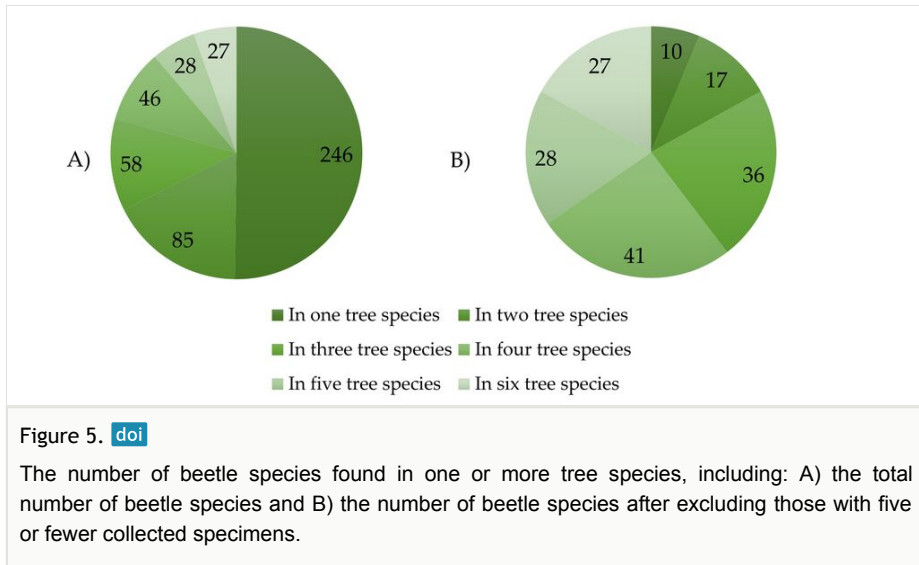 A)
246
85
58
46
28
27
B)
10
17
36
41
28
27
In one tree species
In two tree species
In three tree species
In four tree species
In five tree species
In six tree species
Figure 5. doi
The number of beetle species found in one or more tree species, including: A) the total
number of beetle species and B) the number of beetle species after excluding those with five
or fewer collected specimens.